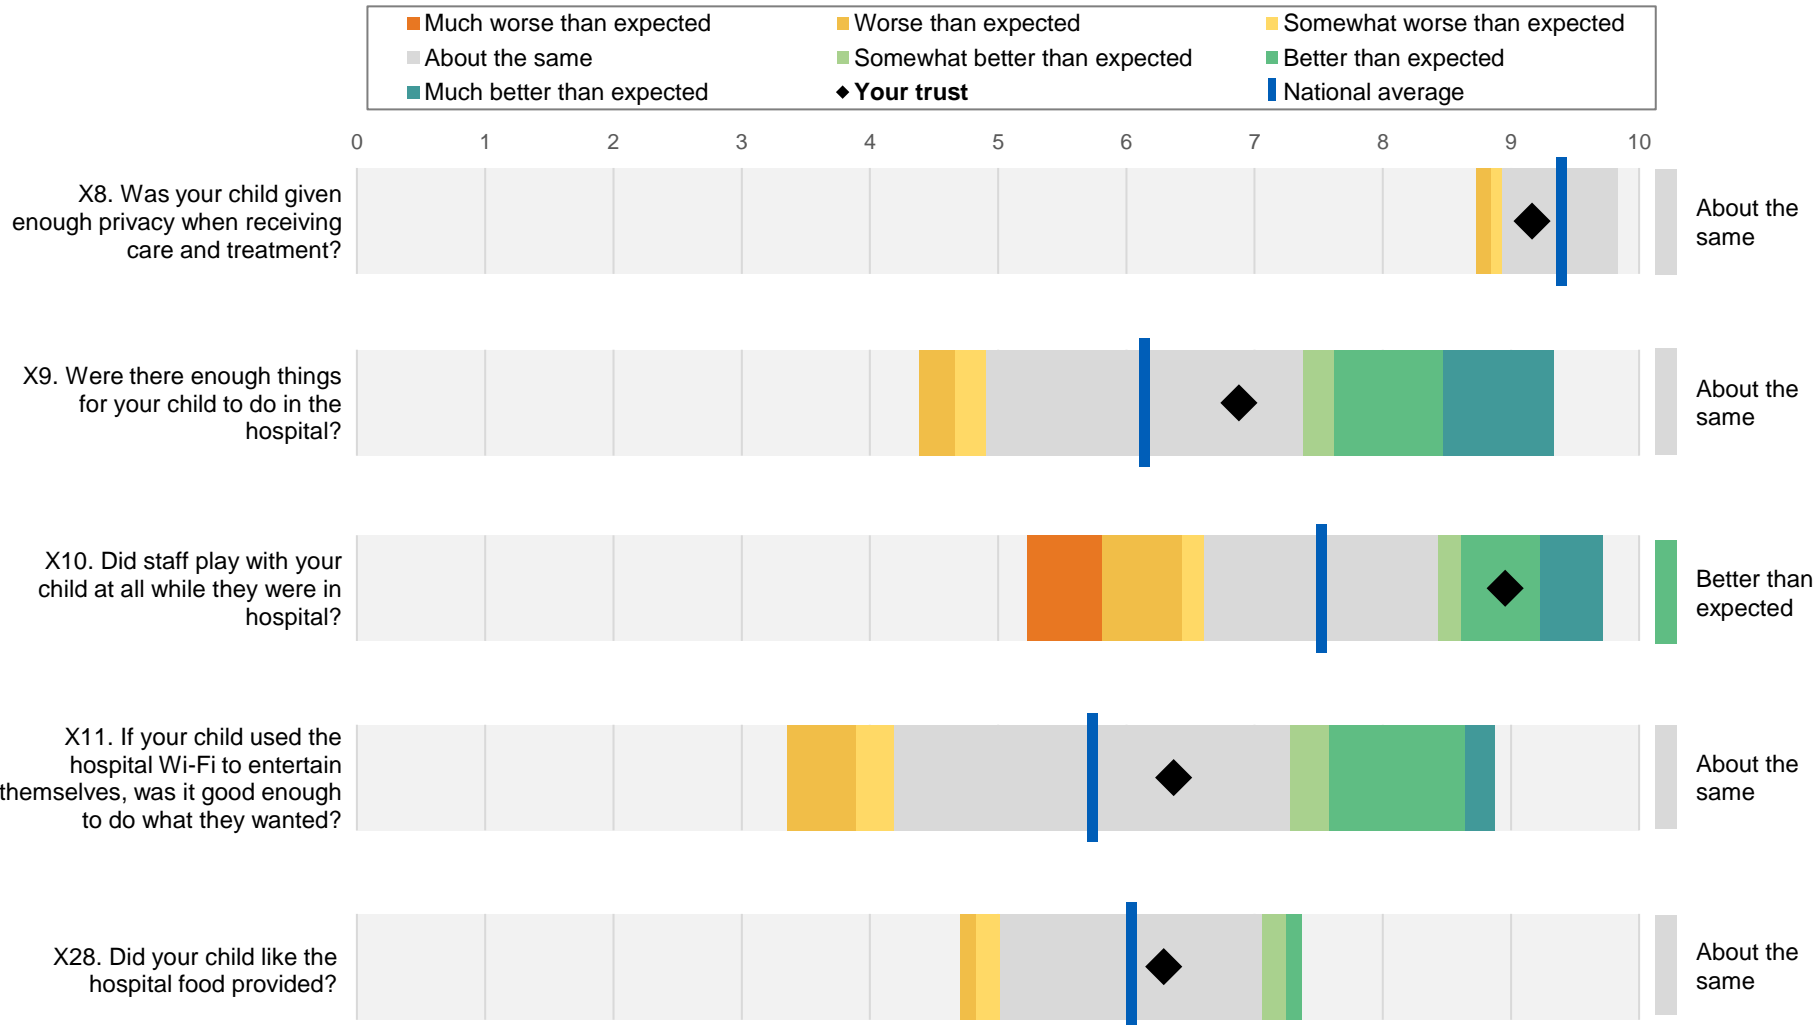 Much worse than expected
Worse than expected
Somewhat worse than expected
About the same
Somewhat better than expected
Better than expected
Much better than expected
Your trust
National average
0 1 2 3 4 5 6 7 8 9 10
X8. Was your child given
enough privacy when receiving
care and treatment?
About the
same
X9. Were there enough things
for your child to do in the
hospital?
About the
same
X10. Did staff play with your
child at all while they were in
hospital?
Better than
expected
X11. If your child used the
hospital Wi-Fi to entertain
themselves, was it good enough
to do what they wanted?
About the
same
X28. Did your child like the
hospital food provided?
About the
same